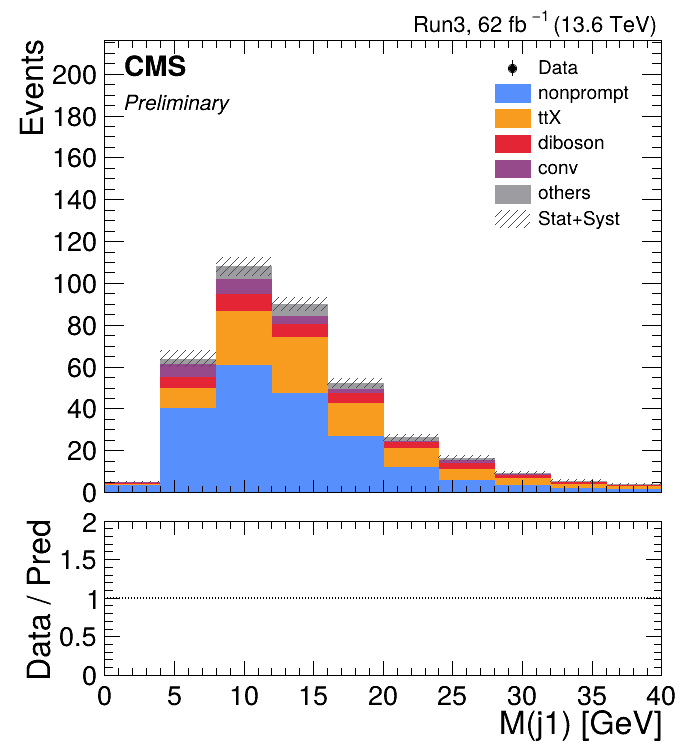 Run3, 62 fb⁻¹ (13.6 TeV)
CMS
Preliminary
Data
nonprompt
ttX
diboson
conv
others
Stat+Syst
Events
200
180
160
140
120
100
80
60
40
20
0
Data / Pred
2
1.5
1
0.5
0
0 5 10 15 20 25 30 35 40
M(j1) [GeV]